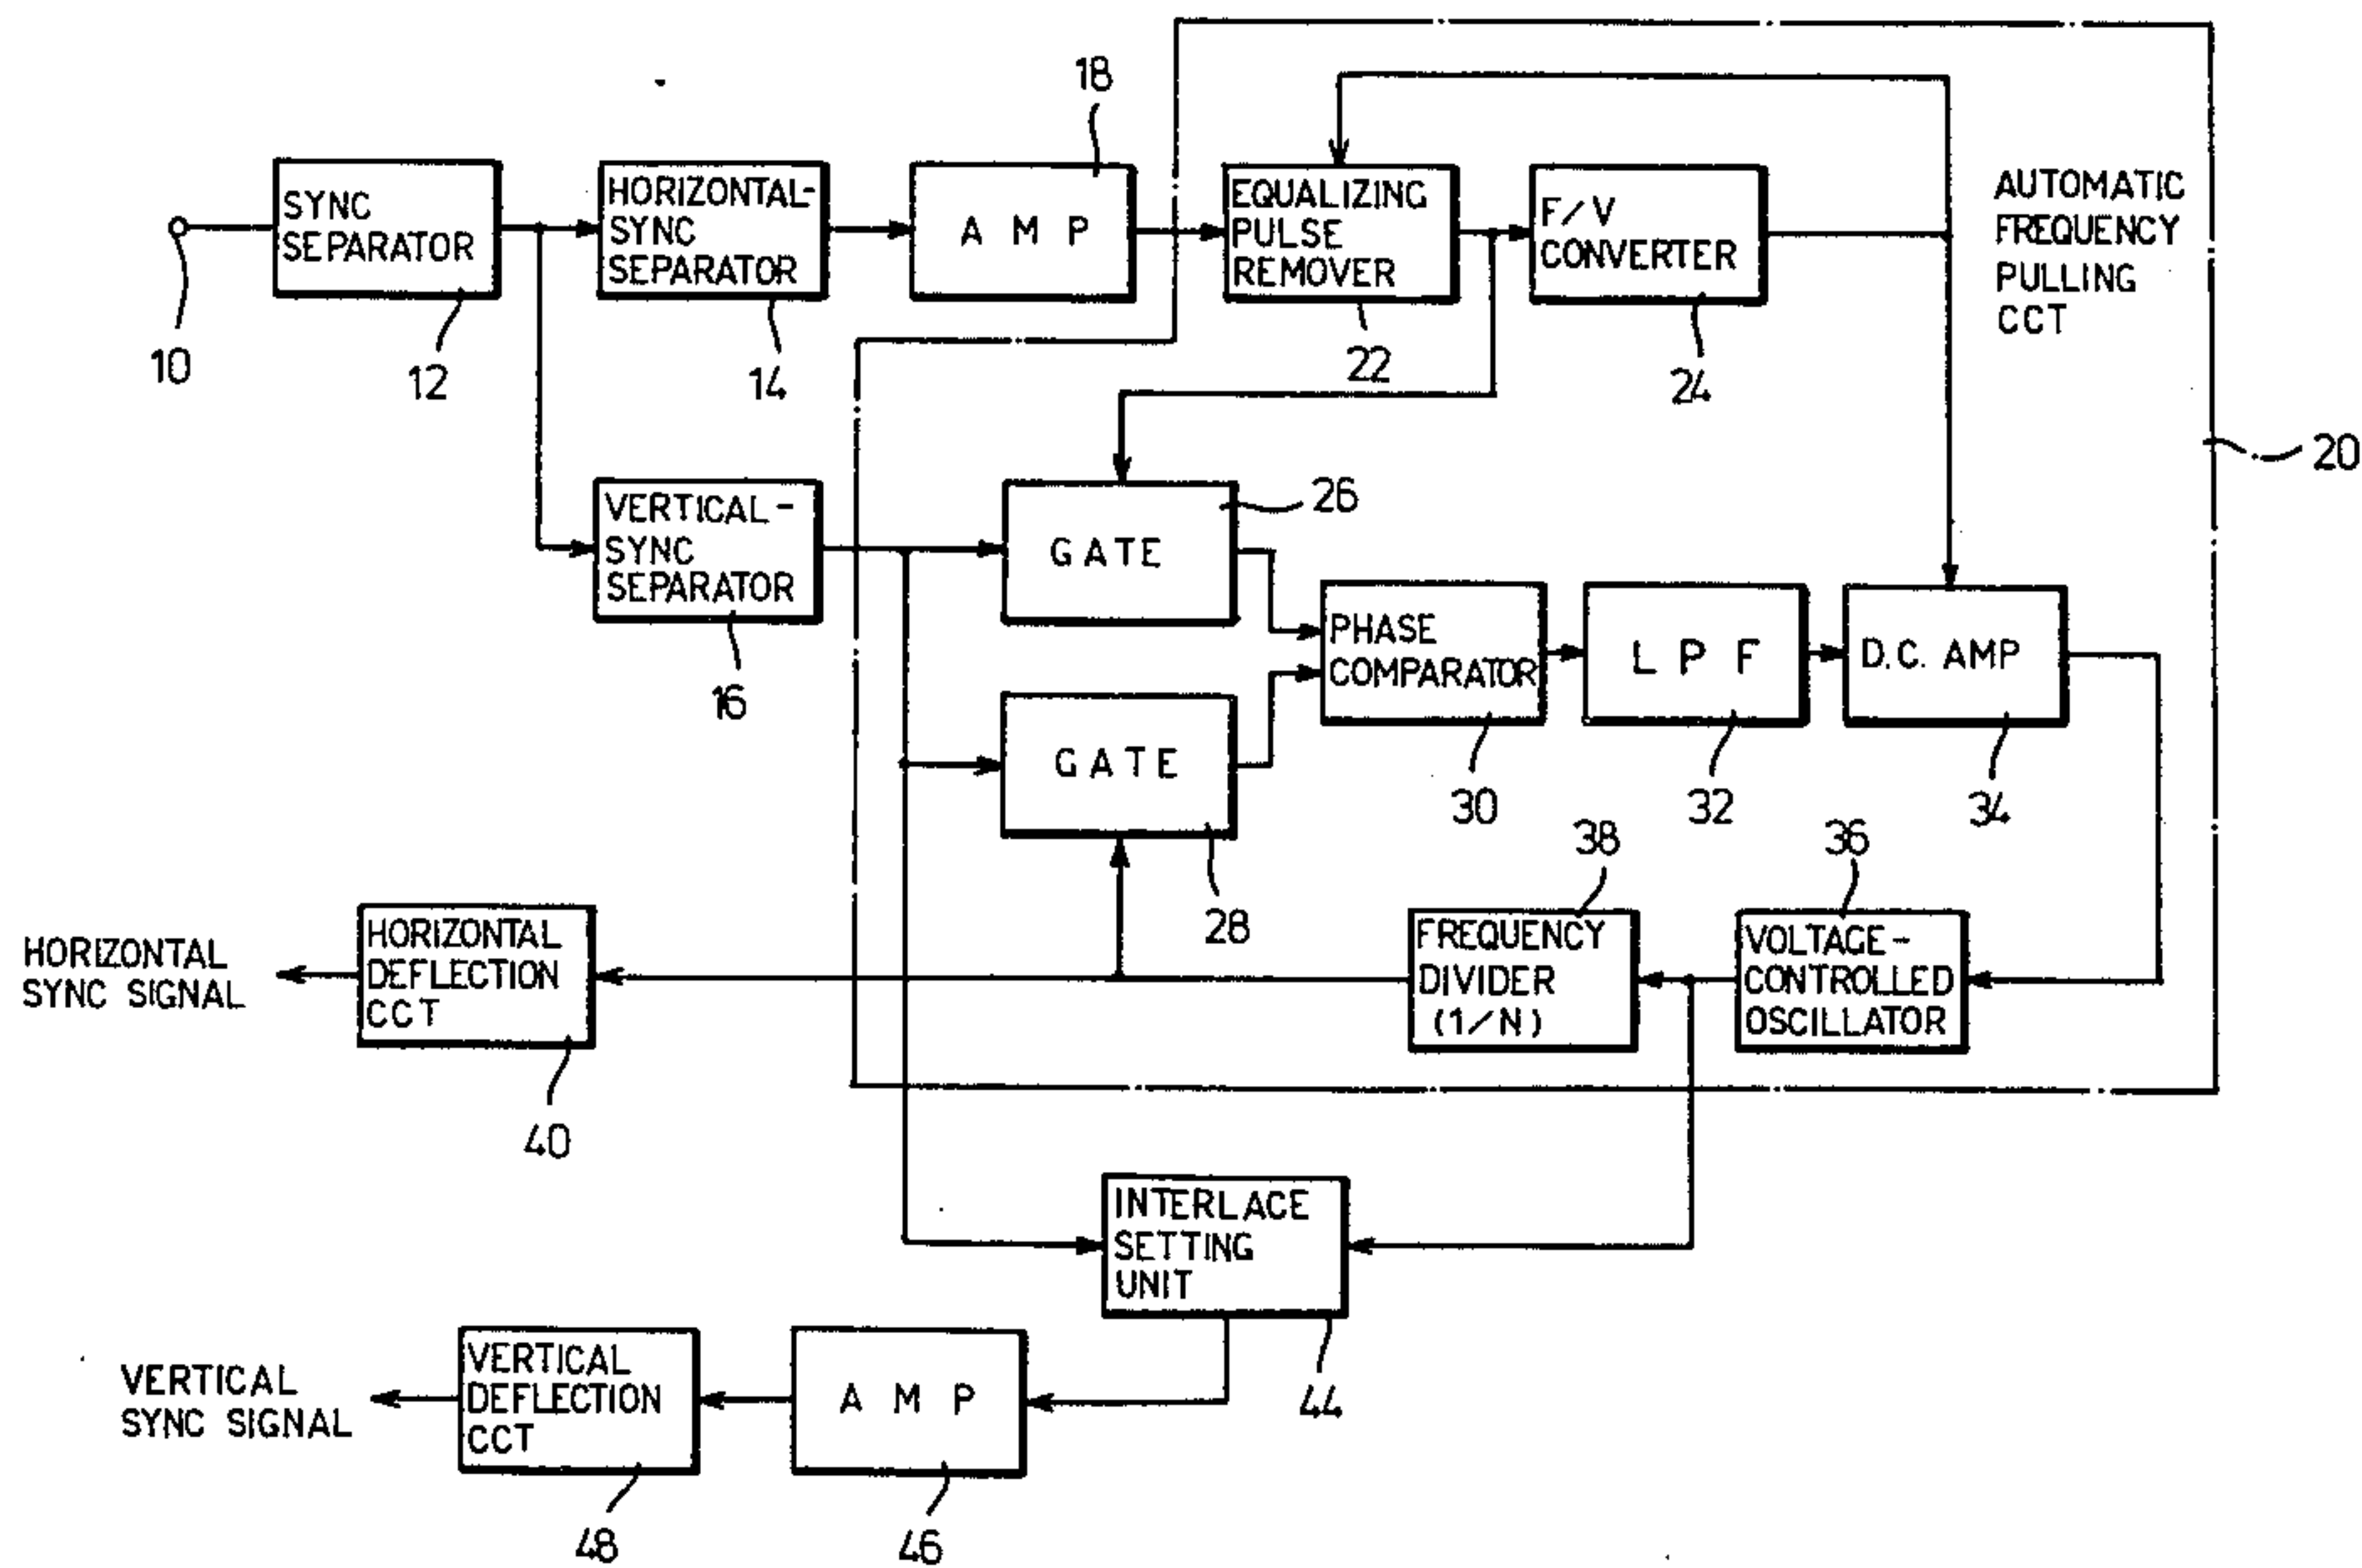 18
SYNC
SEPARATOR
HORIZONTAL-
SYNC
SEPARATOR
A M P
EQUALIZING
PULSE
REMOVER
F/V
CONVERTER
AUTOMATIC
FREQUENCY
PULLING
CCT
10
12
14
22
24
20
VERTICAL-
SYNC
SEPARATOR
16
GATE
26
GATE
28
PHASE
COMPARATOR
30
L P F
32
D.C. AMP
34
38
36
HORIZONTAL
SYNC SIGNAL
HORIZONTAL
DEFLECTION
CCT
40
FREQUENCY
DIVIDER
(1/N)
VOLTAGE-
CONTROLLED
OSCILLATOR
INTERLACE
SETTING
UNIT
44
VERTICAL
SYNC SIGNAL
VERTICAL
DEFLECTION
CCT
48
A M P
46